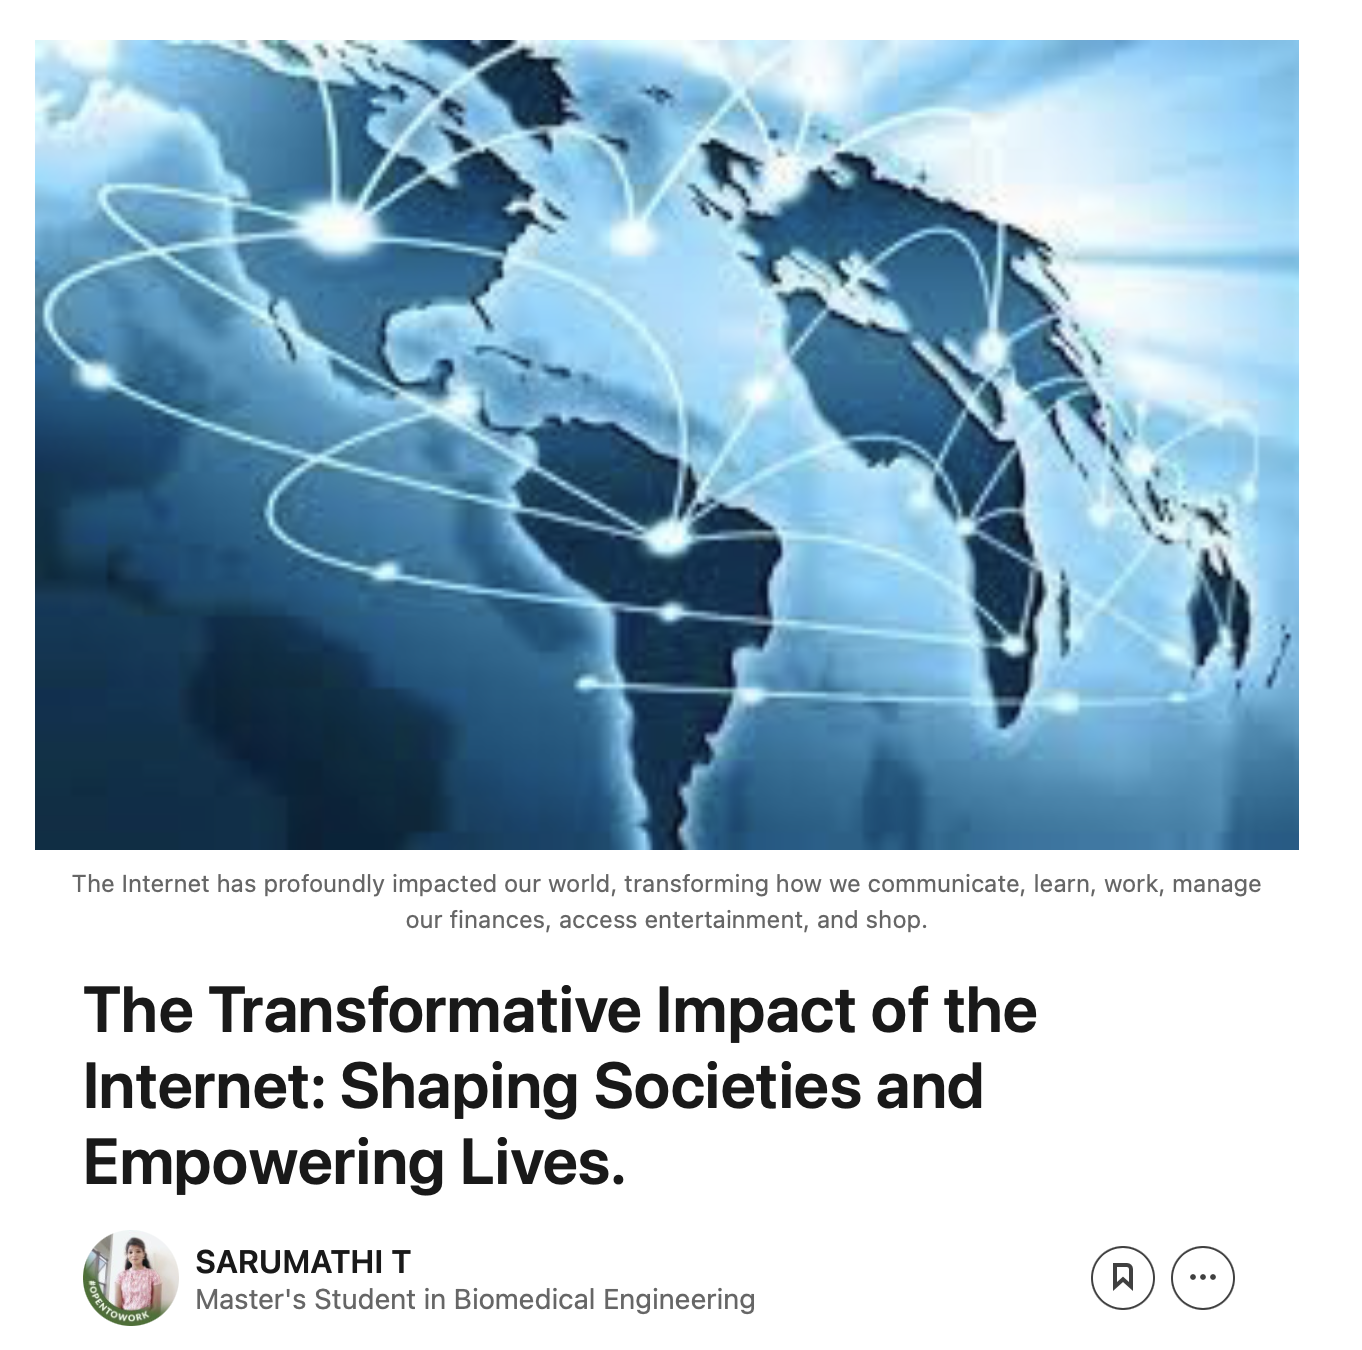 The Internet has profoundly impacted our world, transforming how we communicate, learn, work, manage
our finances, access entertainment, and shop.
The Transformative Impact of the
Internet: Shaping Societies and
Empowering Lives.
SARUMATHI T
Master's Student in Biomedical Engineering
#OPENTOWORK